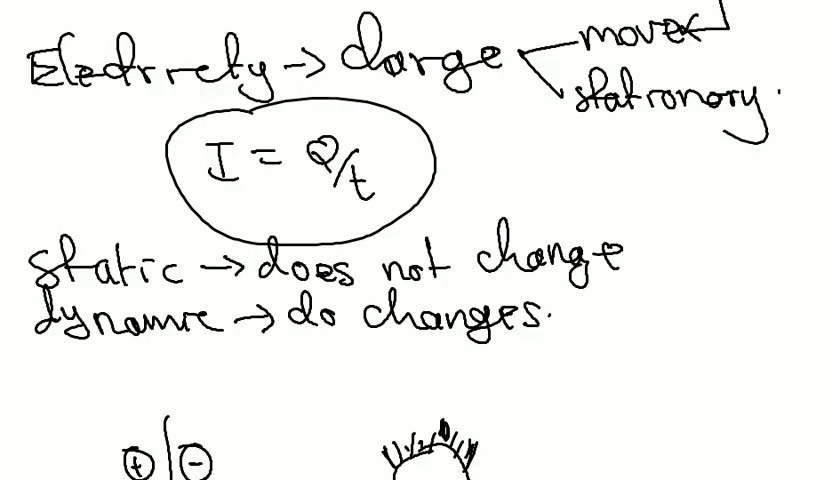 Electricity → charge moves
stationary.
I = Q/t
static → does not change
dynamic → do changes.
+ | -